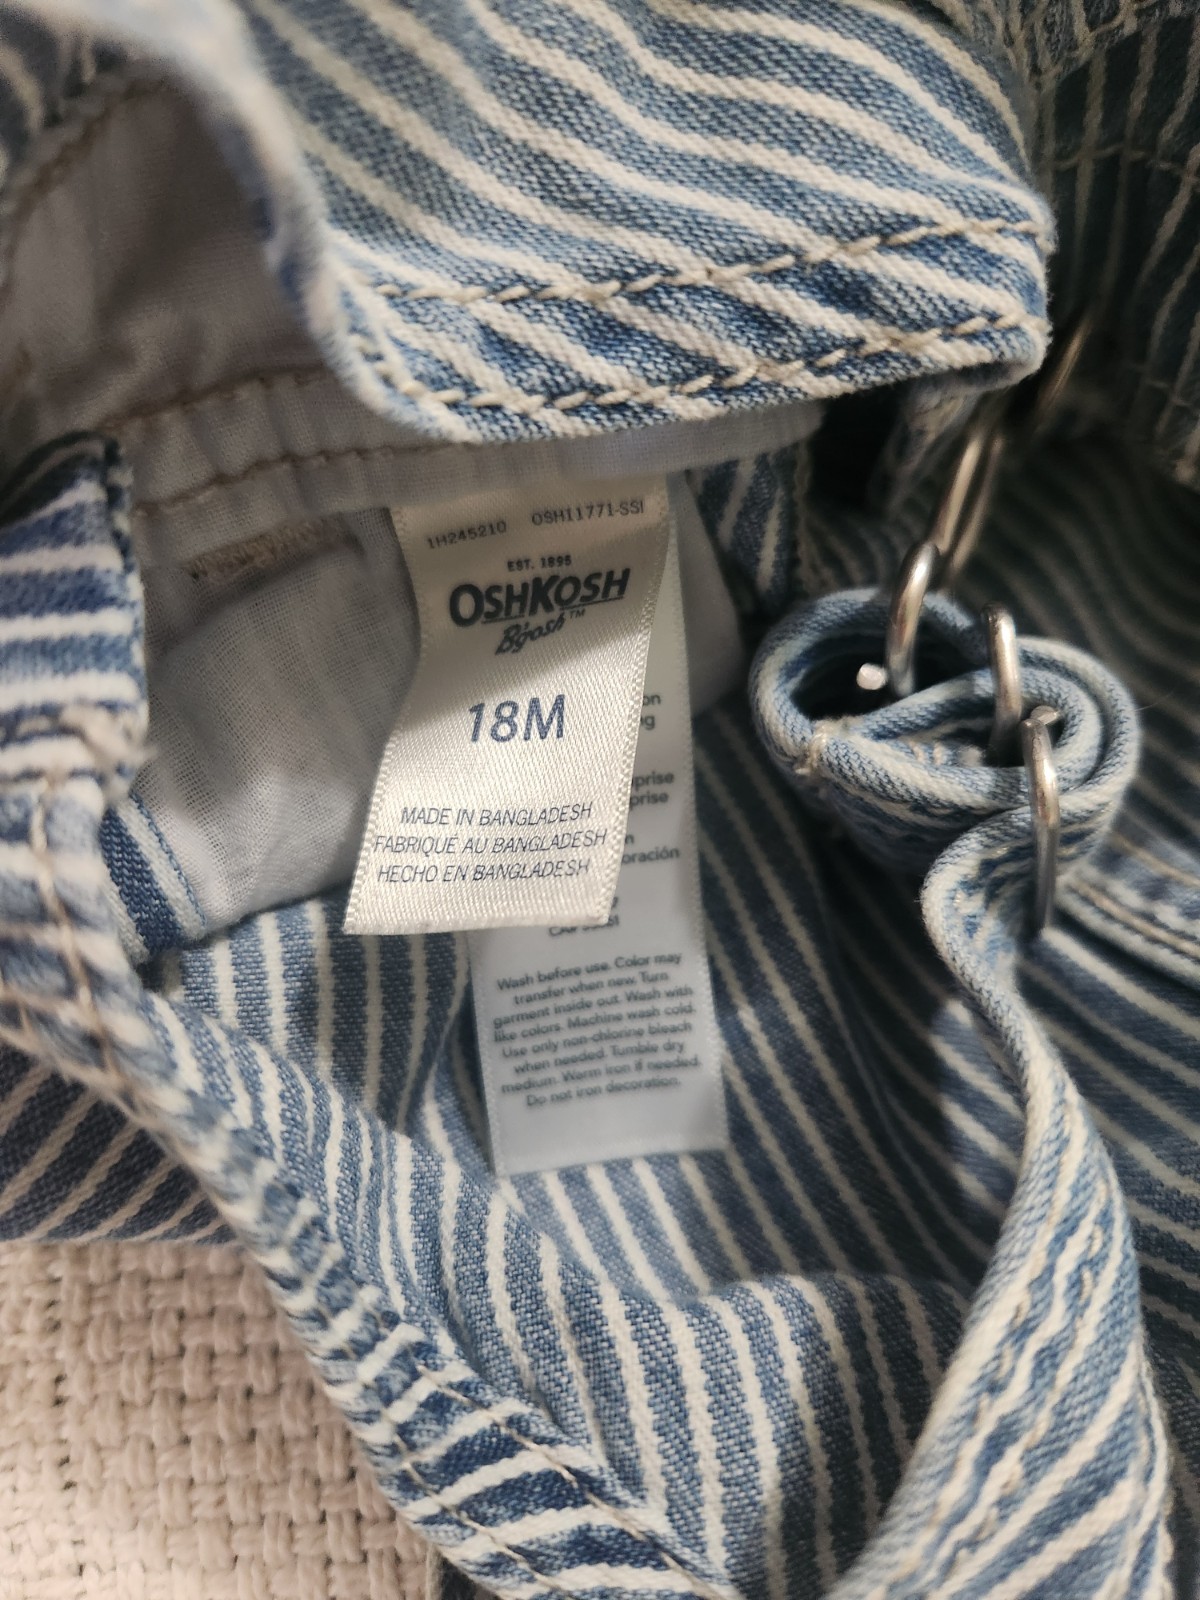 1H245210 OSH11771-SSI
EST. 1895
OSHKOSH
B'gosh™
18M
MADE IN BANGLADESH
FABRIQUÉ AU BANGLADESH
HECHO EN BANGLADESH
Wash before use. Color may
transfer when new. Turn
garment inside out. Wash with
like colors. Machine wash cold.
Use only non-chlorine bleach
when needed. Tumble dry
medium. Warm iron if needed.
Do not iron decoration.